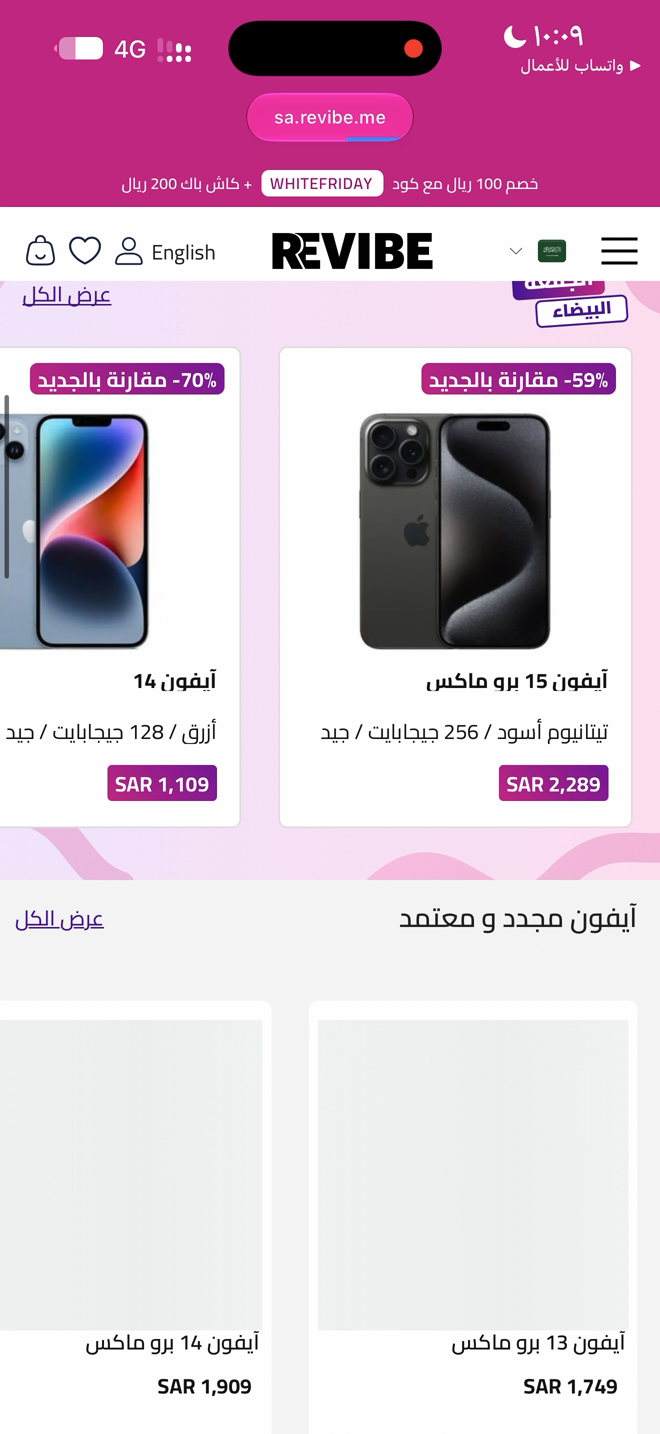 ١٠:٠٩
4G
◀ واتساب للأعمال
sa.revibe.me
خصم 100 ريال مع كود WHITEFRIDAY + كاش باك 200 ريال
REVIBE
English
الجمعة
البيضاء
عرض الكل
-59% مقارنة بالجديد
آيفون 15 برو ماكس
تيتانيوم أسود / 256 جيجابايت / جيد
SAR 2,289
-70% مقارنة بالجديد
آيفون 14
أزرق / 128 جيجابايت / جيد
SAR 1,109
آيفون مجدد و معتمد
عرض الكل
آيفون 13 برو ماكس
SAR 1,749
آيفون 14 برو ماكس
SAR 1,909